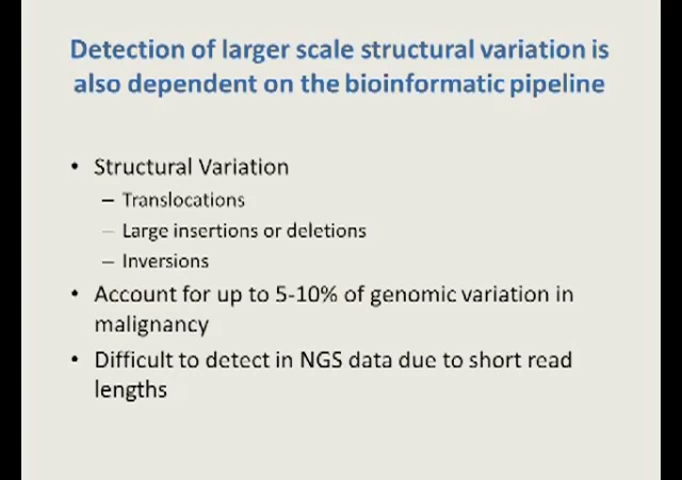 Detection of larger scale structural variation is
also dependent on the bioinformatic pipeline
• Structural Variation
– Translocations
– Large insertions or deletions
– Inversions
• Account for up to 5-10% of genomic variation in
malignancy
• Difficult to detect in NGS data due to short read
lengths